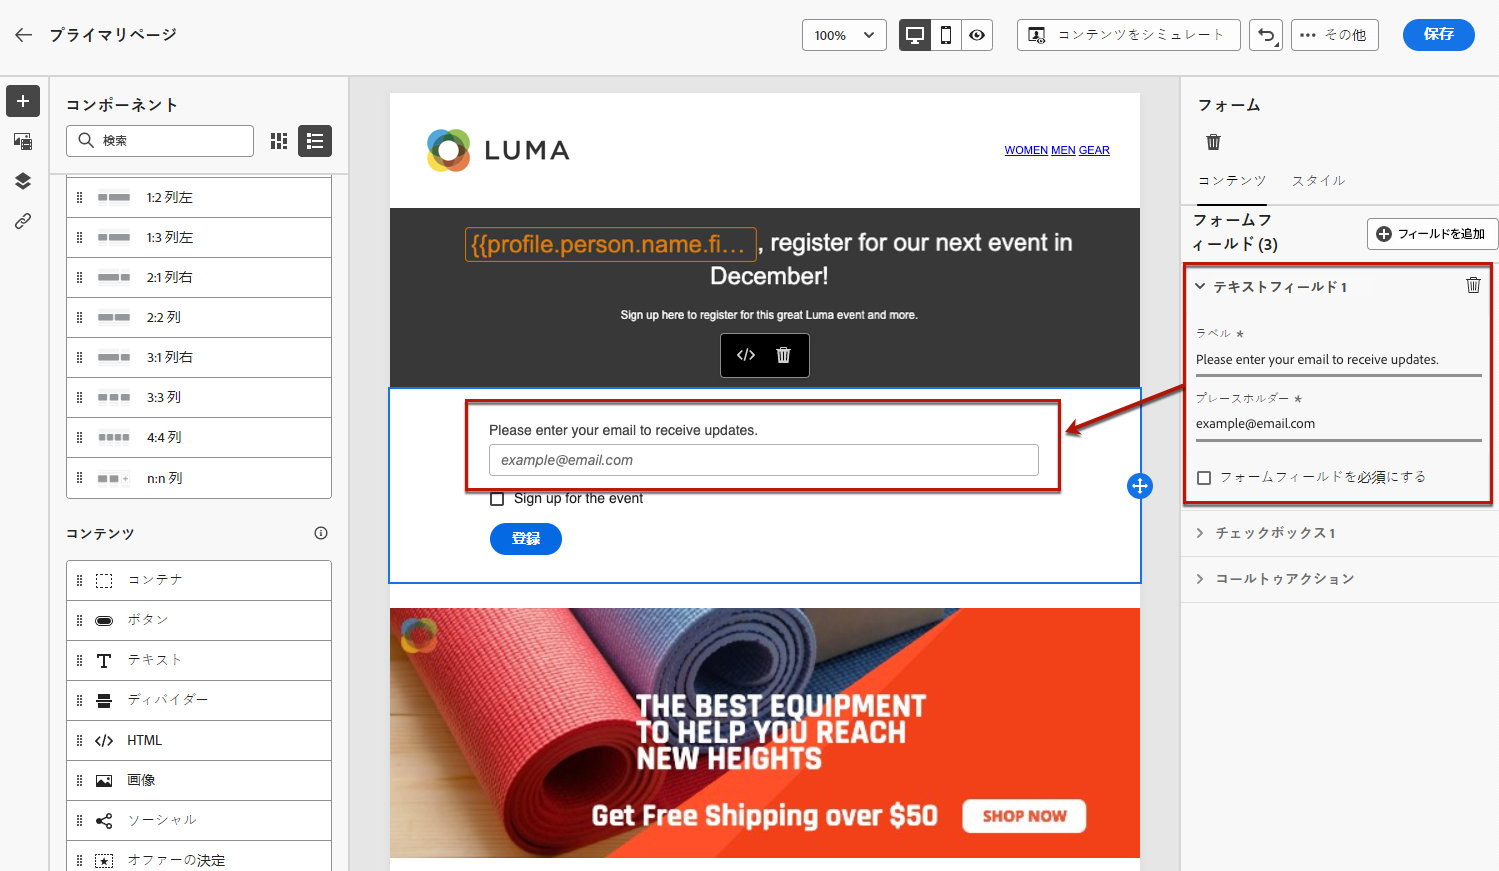 プライマリページ
100%
コンテンツをシミュレート
その他
保存
コンポーネント
検索
1:2 列左
1:3 列左
2:1 列右
2:2 列
3:1 列右
3:3 列
4:4 列
n:n 列
コンテンツ
コンテナ
ボタン
テキスト
ディバイダー
HTML
画像
ソーシャル
オファーの決定
LUMA
WOMEN MEN GEAR
{{profile.person.name.fi... , register for our next event in
December!
Sign up here to register for this great Luma event and more.
Please enter your email to receive updates.
example@email.com
Sign up for the event
登録
THE BEST EQUIPMENT
TO HELP YOU REACH
NEW HEIGHTS
Get Free Shipping over $50
SHOP NOW
フォーム
コンテンツ スタイル
フォームフ
ィールド (3)
フィールドを追加
テキストフィールド 1
ラベル *
Please enter your email to receive updates.
プレースホルダー *
example@email.com
フォームフィールドを必須にする
チェックボックス 1
コールトゥアクション